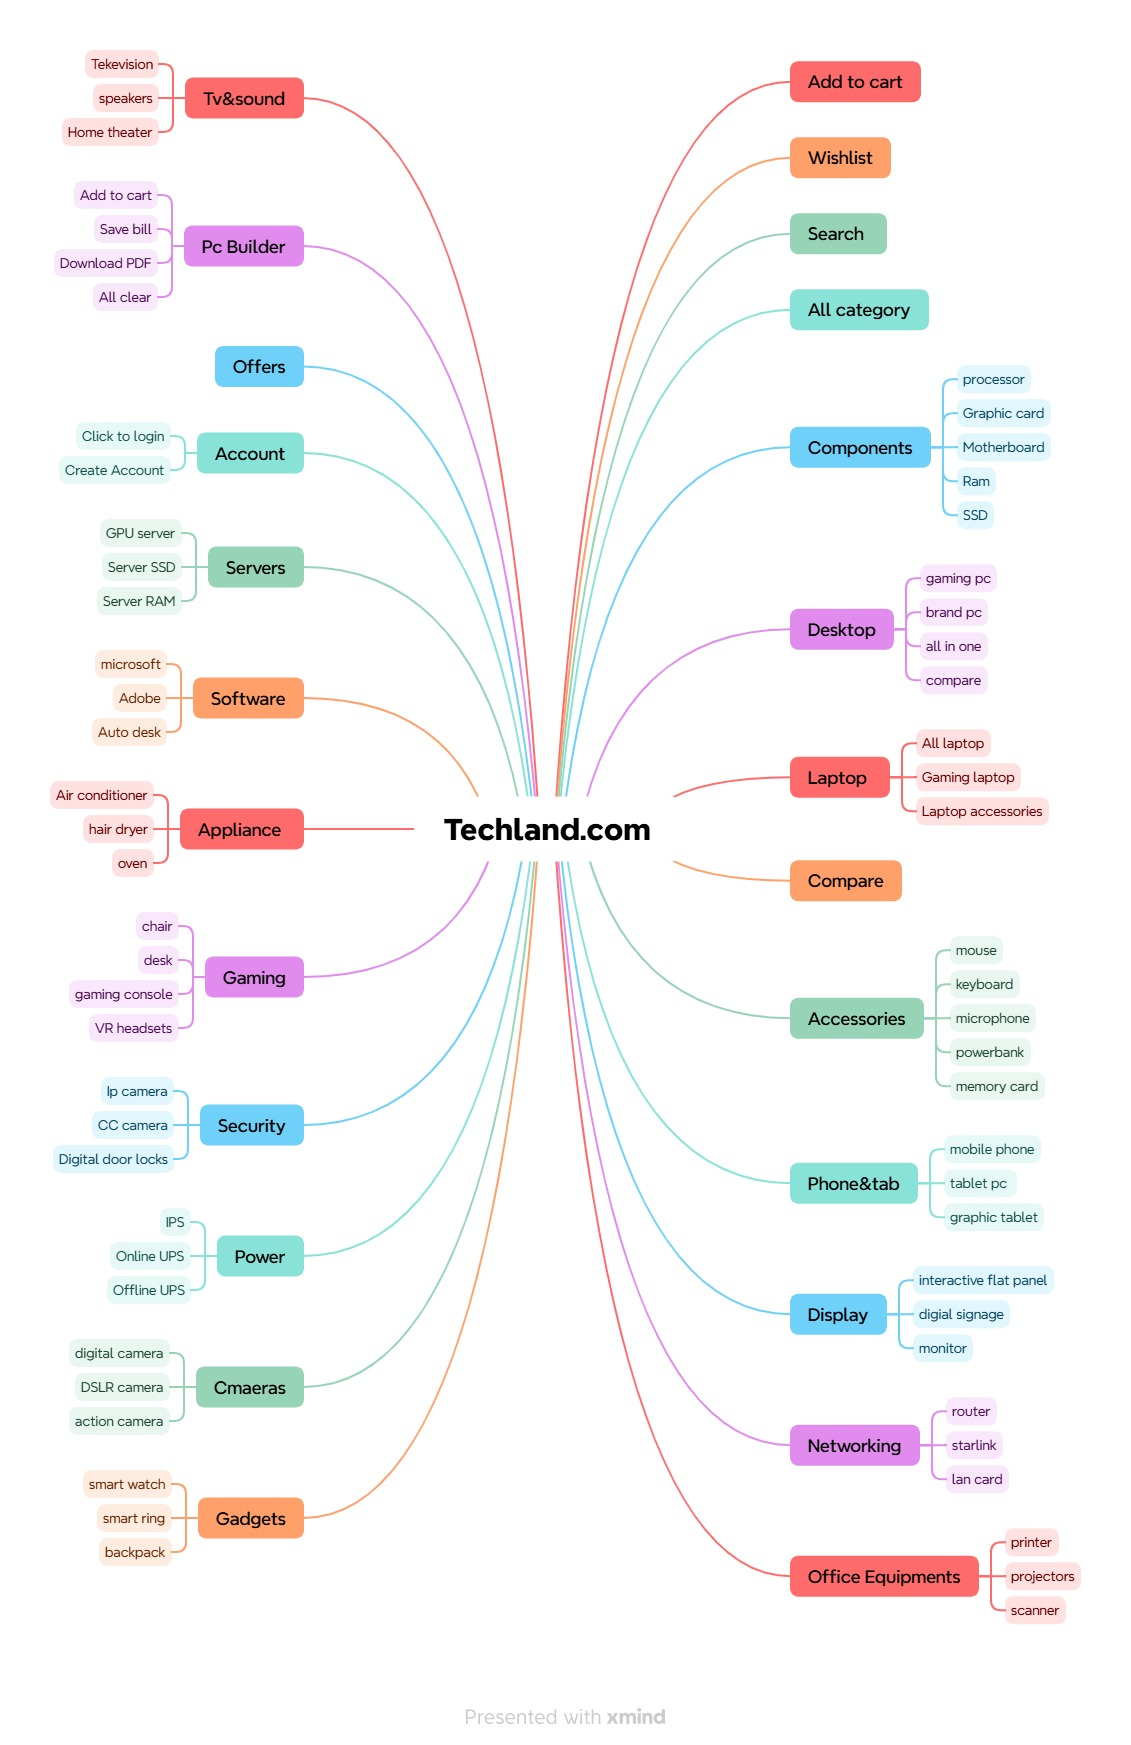 Techland.com
Add to cart
Wishlist
Search
All category
Components
processor
Graphic card
Motherboard
Ram
SSD
Desktop
gaming pc
brand pc
all in one
compare
Laptop
All laptop
Gaming laptop
Laptop accessories
Compare
Accessories
mouse
keyboard
microphone
powerbank
memory card
Phone&tab
mobile phone
tablet pc
graphic tablet
Display
interactive flat panel
digial signage
monitor
Networking
router
starlink
lan card
Office Equipments
printer
projectors
scanner
Tv&sound
Tekevision
speakers
Home theater
Pc Builder
Add to cart
Save bill
Download PDF
All clear
Offers
Account
Click to login
Create Account
Servers
GPU server
Server SSD
Server RAM
Software
microsoft
Adobe
Auto desk
Appliance
Air conditioner
hair dryer
oven
Gaming
chair
desk
gaming console
VR headsets
Security
Ip camera
CC camera
Digital door locks
Power
IPS
Online UPS
Offline UPS
Cmaeras
digital camera
DSLR camera
action camera
Gadgets
smart watch
smart ring
backpack
Presented with xmind